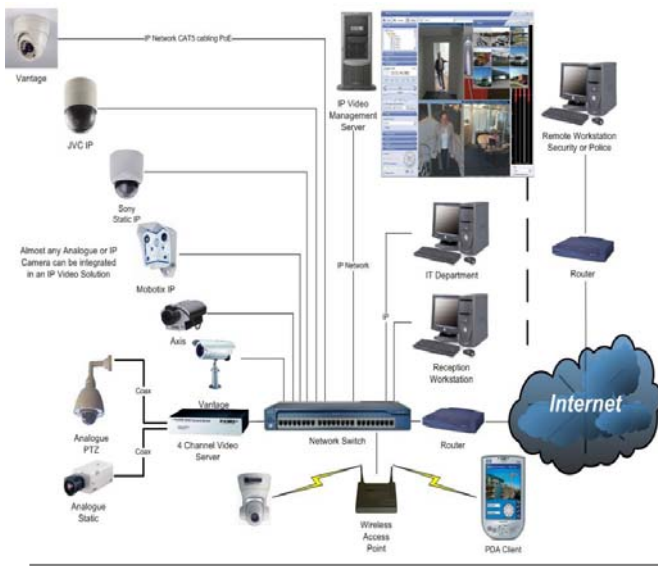 IP Network CAT5 cabling PoE
Vantage
JVC IP
Sony
Static IP
Almost any Analogue or IP
Camera can be integrated
in an IP Video Solution
Mobotix IP
Axis
Vantage
Coax
Analogue
PTZ
Coax
Analogue
Static
4 Channel Video
Server
Network Switch
IP Video
Management
Server
IP Network
IP
IT Department
Reception
Workstation
Remote Workstation
Security or Police
Router
Internet
Router
Wireless
Access
Point
PDA Client